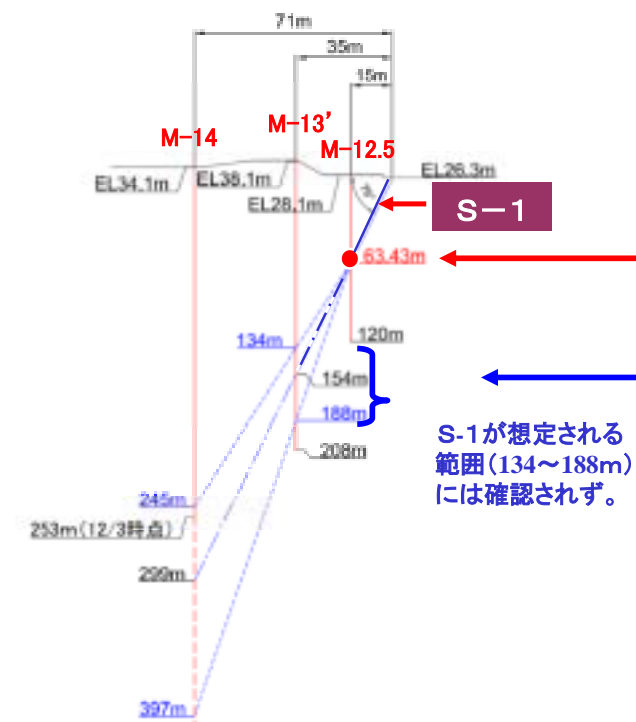 71m
35m
15m
M-14
M-13’
M-12.5
EL34.1m
EL38.1m
EL28.1m
EL26.3m
S－1
63.43m
120m
134m
154m
188m
208m
S-1が想定される
範囲（134～188m）
には確認されず。
245m
253m（12/3時点）
299m
397m